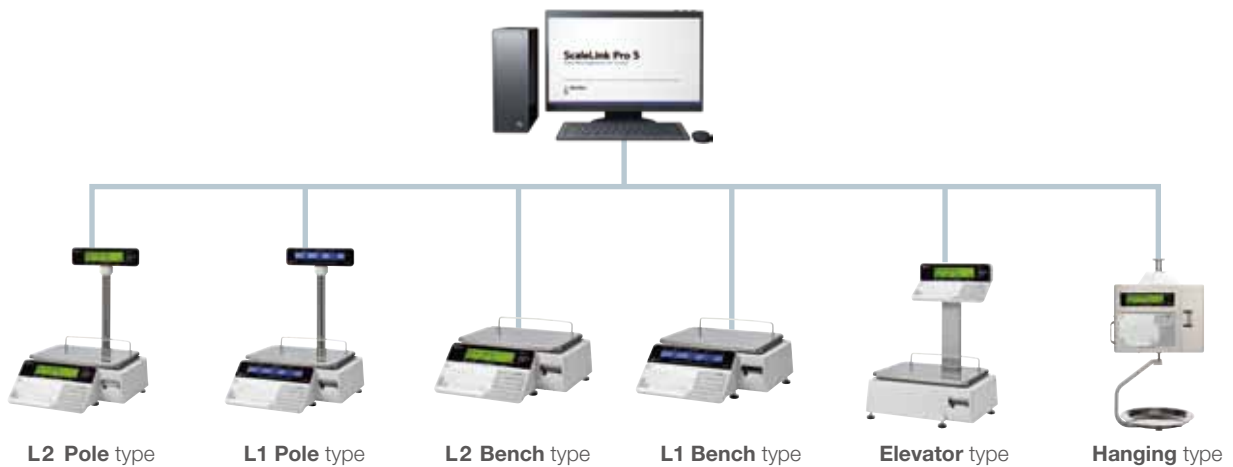 ScaleLink Pro 5
L2 Pole type
L1 Pole type
L2 Bench type
L1 Bench type
Elevator type
Hanging type